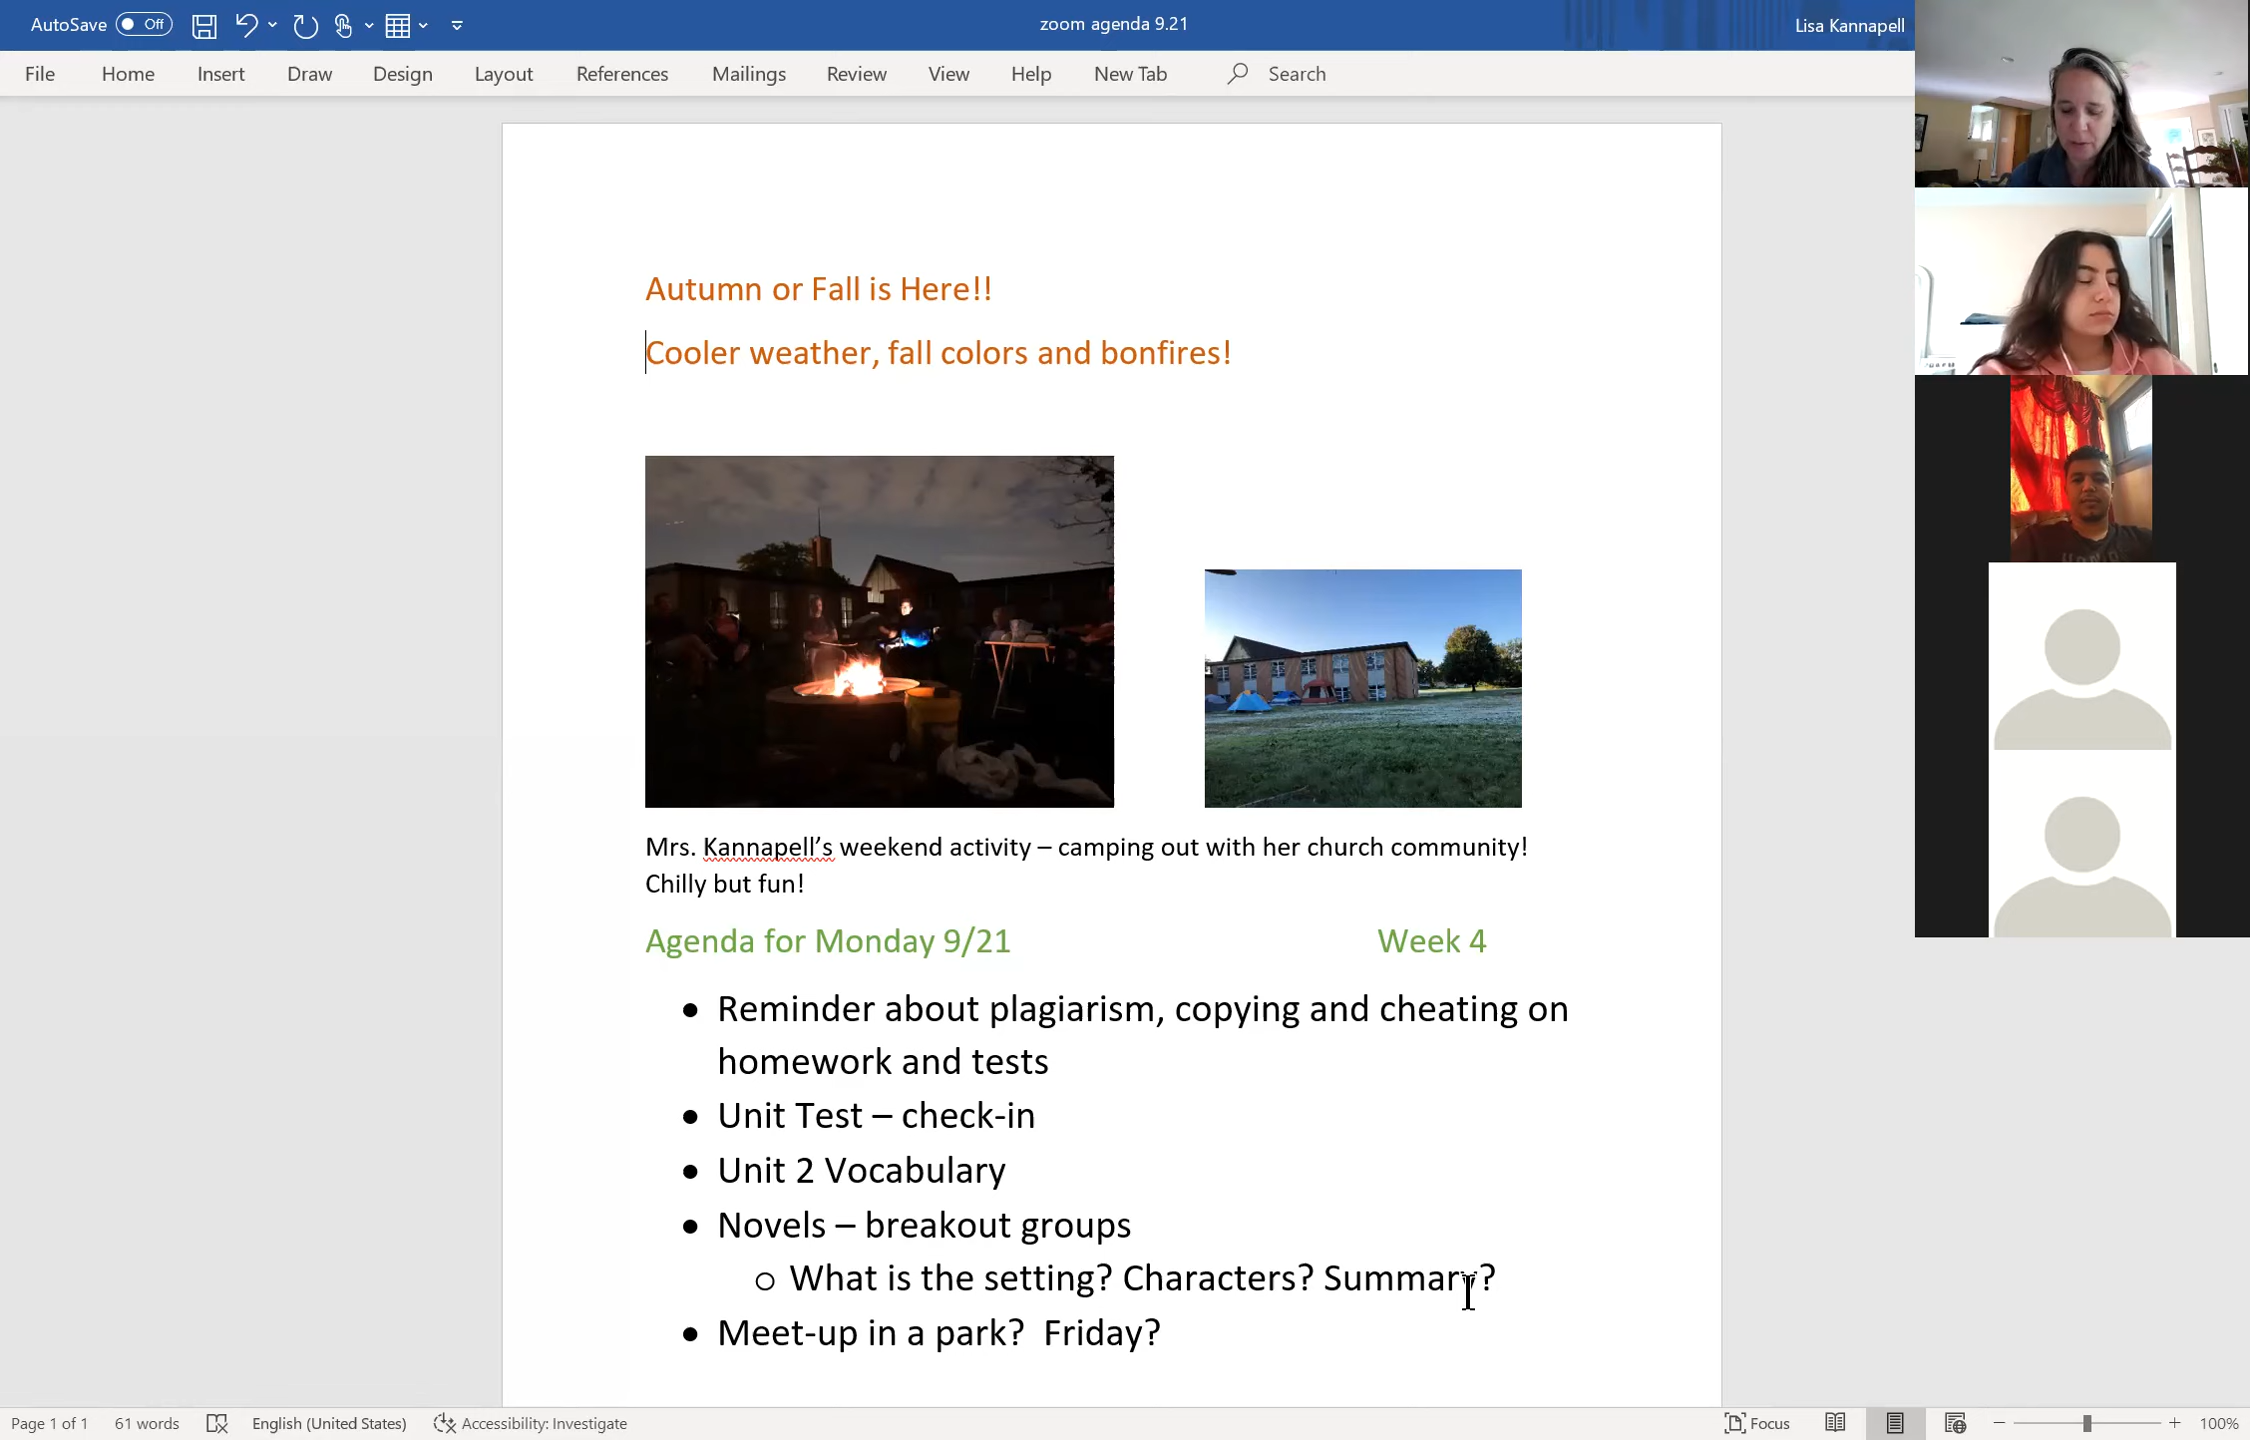 AutoSave Off
zoom agenda 9.21
Lisa Kannapell
File Home Insert Draw Design Layout References Mailings Review View Help New Tab Search
Autumn or Fall is Here!!
Cooler weather, fall colors and bonfires!
Mrs. Kannapell’s weekend activity – camping out with her church community!
Chilly but fun!
Agenda for Monday 9/21 Week 4
● Reminder about plagiarism, copying and cheating on
homework and tests
● Unit Test – check-in
● Unit 2 Vocabulary
● Novels – breakout groups
o What is the setting? Characters? Summary?
● Meet-up in a park? Friday?
Page 1 of 1 61 words English (United States) Accessibility: Investigate Focus 100%